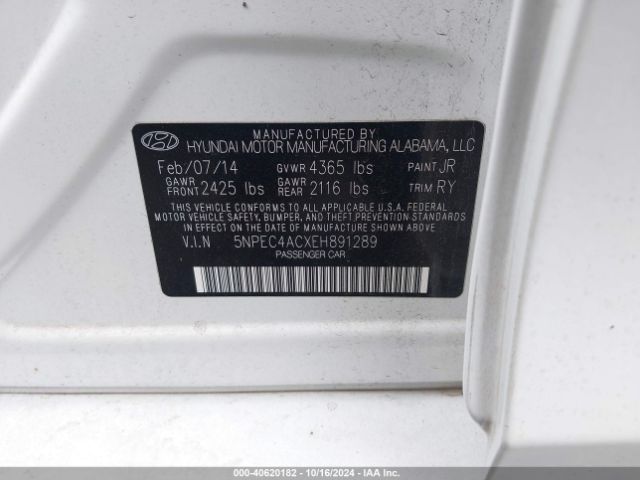 MANUFACTURED BY
HYUNDAI MOTOR MANUFACTURING ALABAMA, LLC
Feb/07/14 GVWR 4365 lbs PAINT JR
GAWR FRONT 2425 lbs GAWR REAR 2116 lbs TRIM RY
THIS VEHICLE CONFORMS TO ALL APPLICABLE U.S.A. FEDERAL
MOTOR VEHICLE SAFETY, BUMPER, AND THEFT PREVENTION
STANDARDS IN EFFECT ON THE DATE OF MANUFACTURE SHOWN ABOVE.
V.I.N 5NPEC4ACXEH891289
PASSENGER CAR
000-40620182 - 10/16/2024 - IAAI.COM